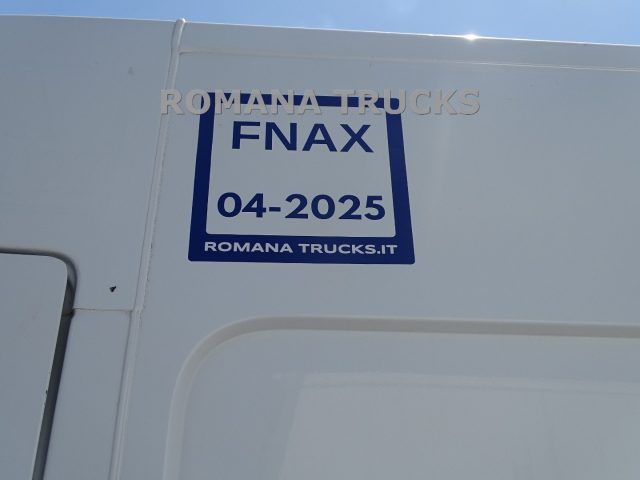 ROMANA TRUCKS
FNAX
04-2025
ROMANA TRUCKS.IT